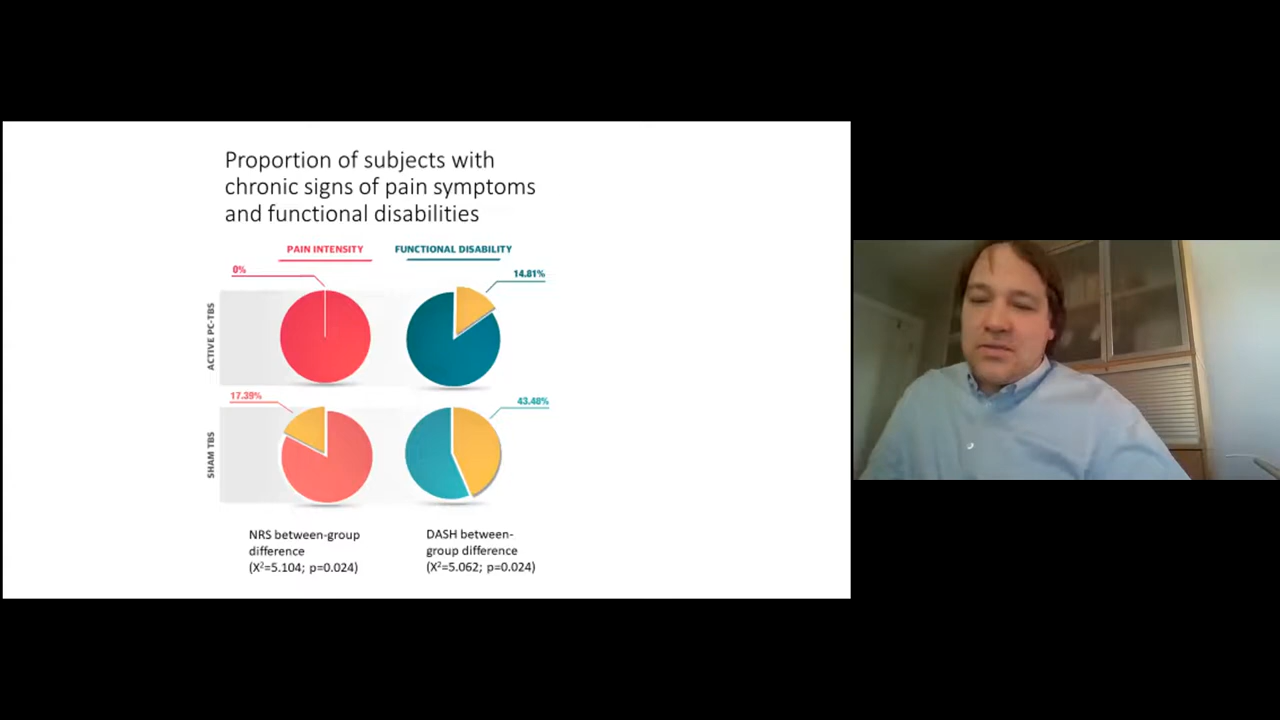 Proportion of subjects with
chronic signs of pain symptoms
and functional disabilities
PAIN INTENSITY
FUNCTIONAL DISABILITY
0%
14.81%
ACTIVE PC-TBS
17.39%
43.48%
SHAM TBS
NRS between-group
difference
(X²=5.104; p=0.024)
DASH between-
group difference
(X²=5.062; p=0.024)